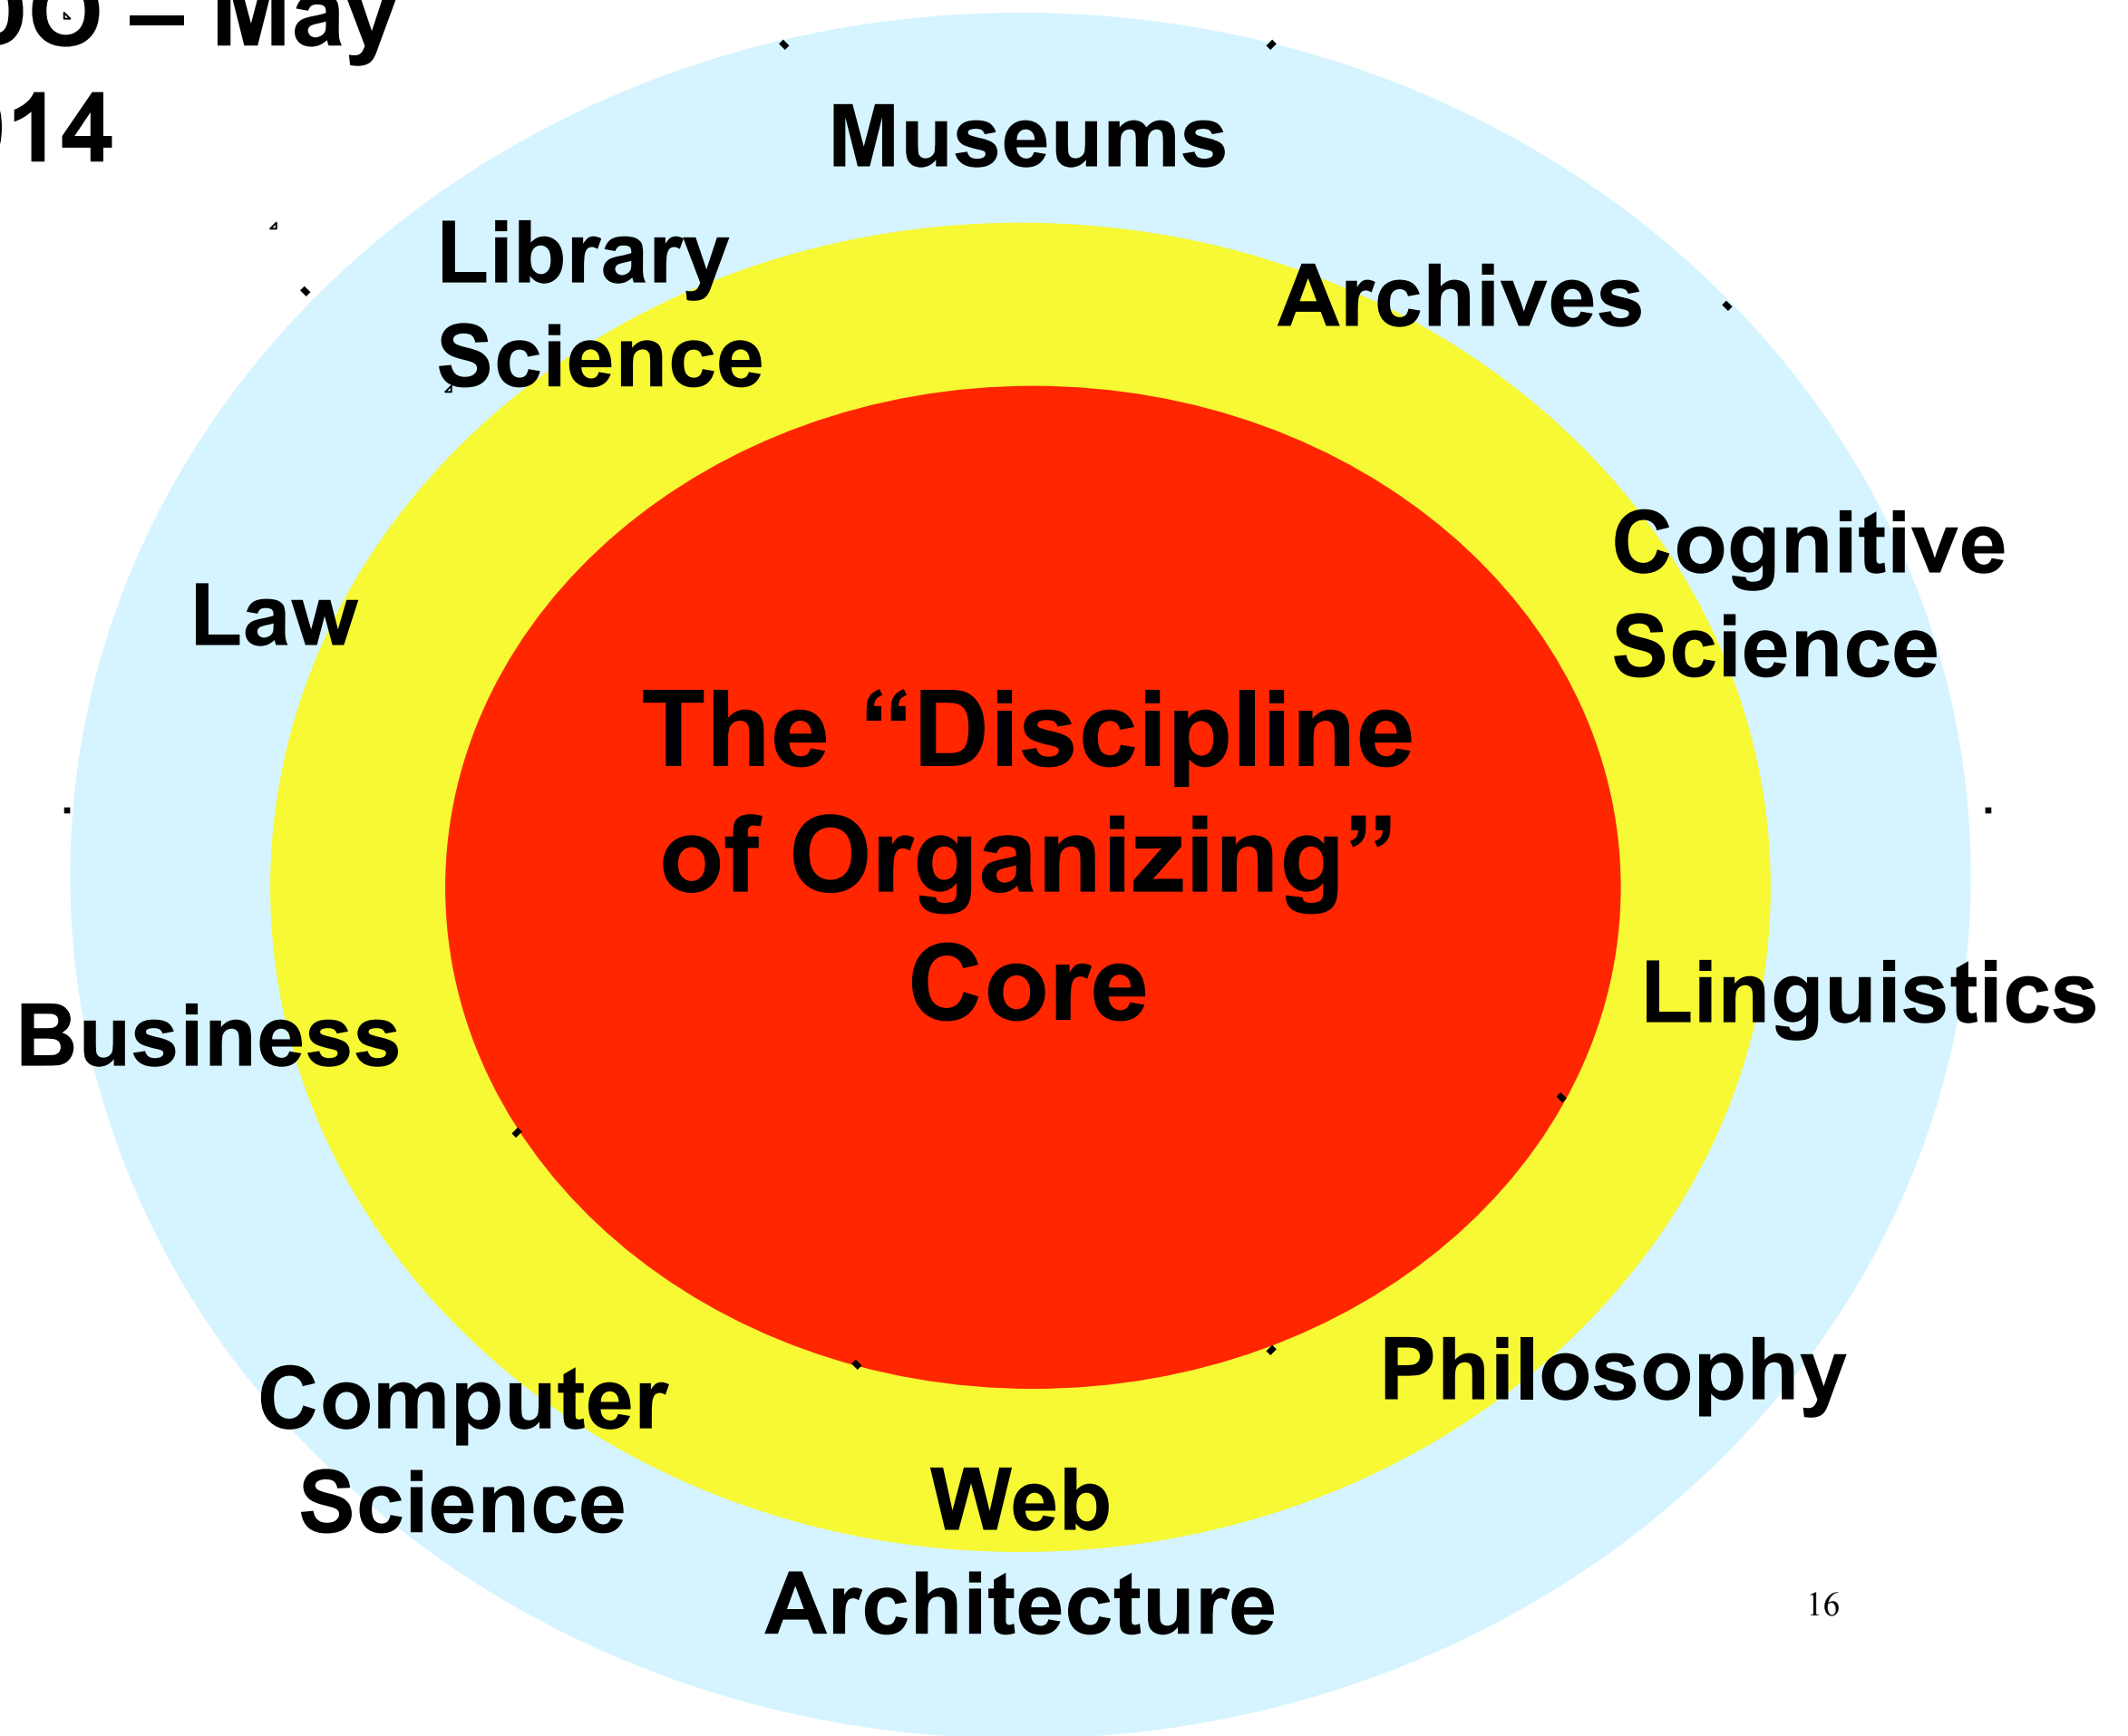 – May
Museums
Library
Science
Archives
Cognitive
Science
Law
The “Discipline
of Organizing”
Core
Linguistics
Business
Philosophy
Computer
Science
Web
Architecture
16